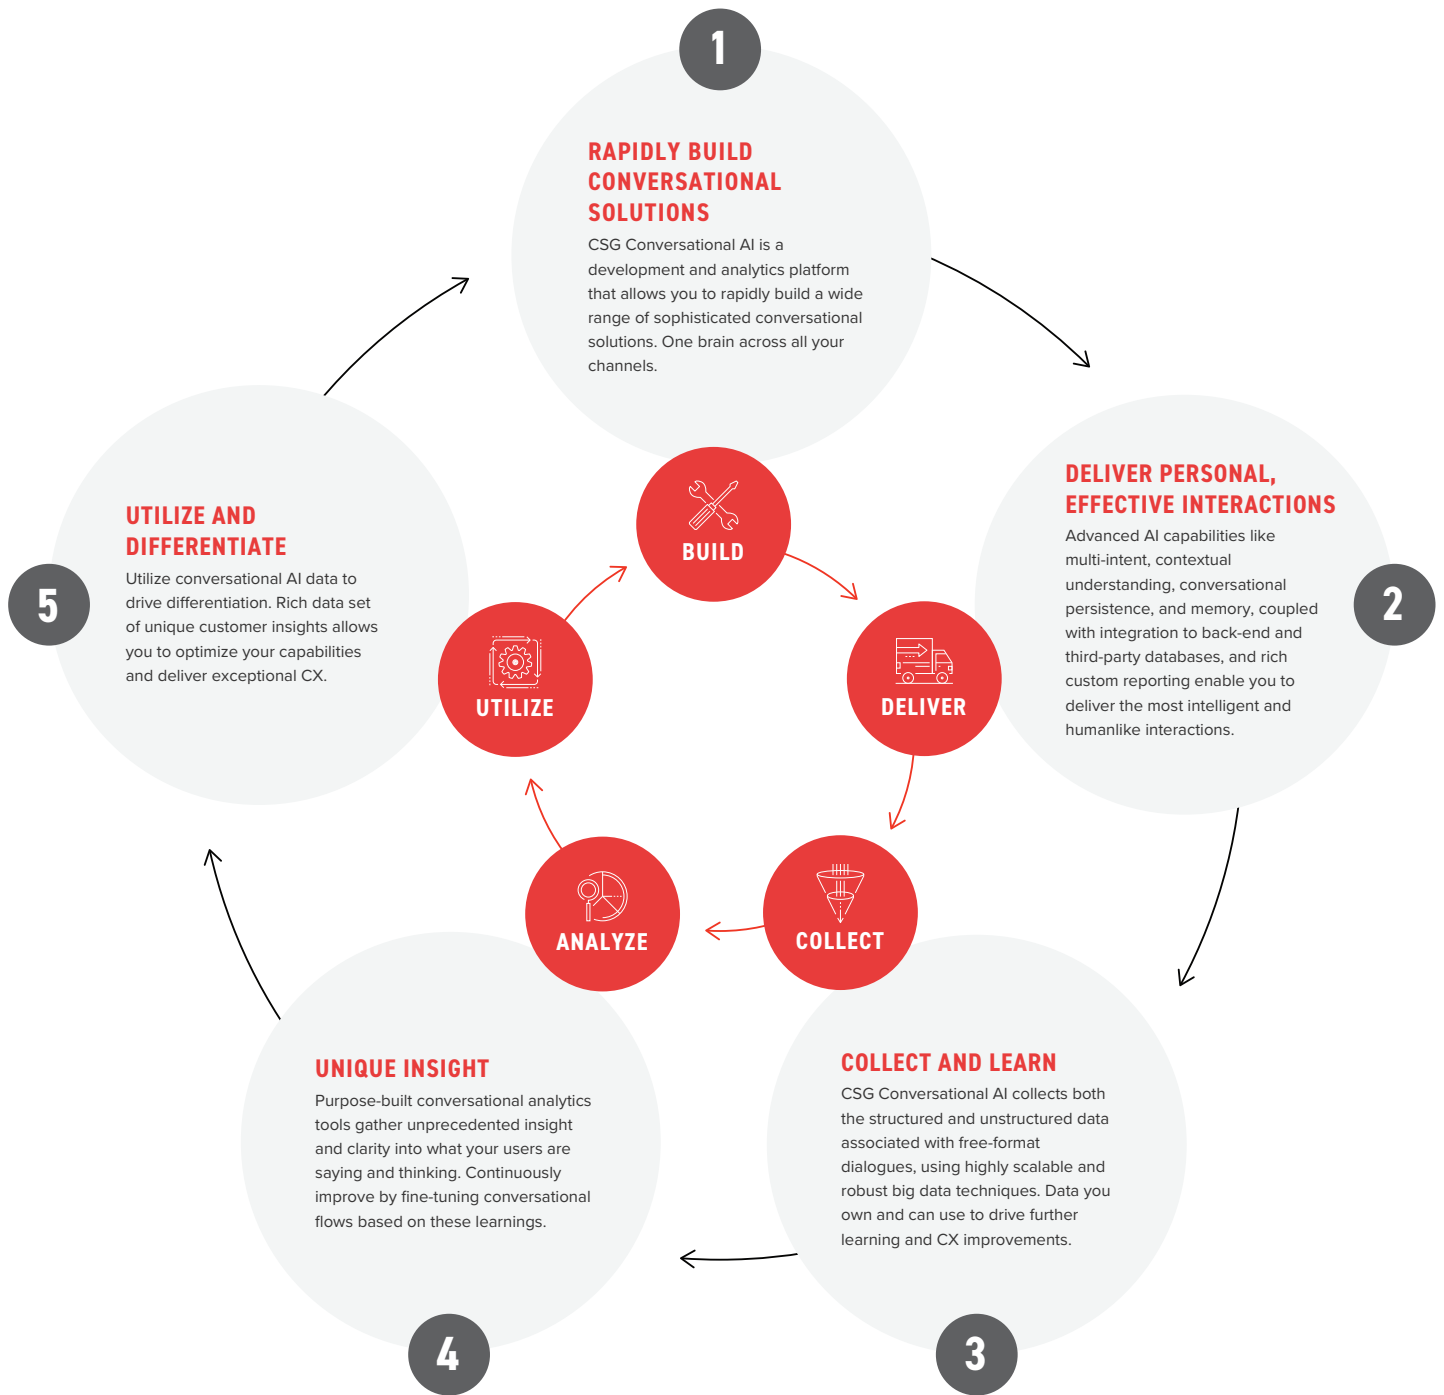 1
RAPIDLY BUILD
CONVERSATIONAL
SOLUTIONS
CSG Conversational AI is a
development and analytics platform
that allows you to rapidly build a wide
range of sophisticated conversational
solutions. One brain across all your
channels.
BUILD
2
DELIVER PERSONAL,
EFFECTIVE INTERACTIONS
Advanced AI capabilities like
multi-intent, contextual
understanding, conversational
persistence, and memory, coupled
with integration to back-end and
third-party databases, and rich
custom reporting enable you to
deliver the most intelligent and
humanlike interactions.
DELIVER
3
COLLECT AND LEARN
CSG Conversational AI collects both
the structured and unstructured data
associated with free-format
dialogues, using highly scalable and
robust big data techniques. Data you
own and can use to drive further
learning and CX improvements.
COLLECT
4
UNIQUE INSIGHT
Purpose-built conversational analytics
tools gather unprecedented insight
and clarity into what your users are
saying and thinking. Continuously
improve by fine-tuning conversational
flows based on these learnings.
ANALYZE
5
UTILIZE AND
DIFFERENTIATE
Utilize conversational AI data to
drive differentiation. Rich data set
of unique customer insights allows
you to optimize your capabilities
and deliver exceptional CX.
UTILIZE